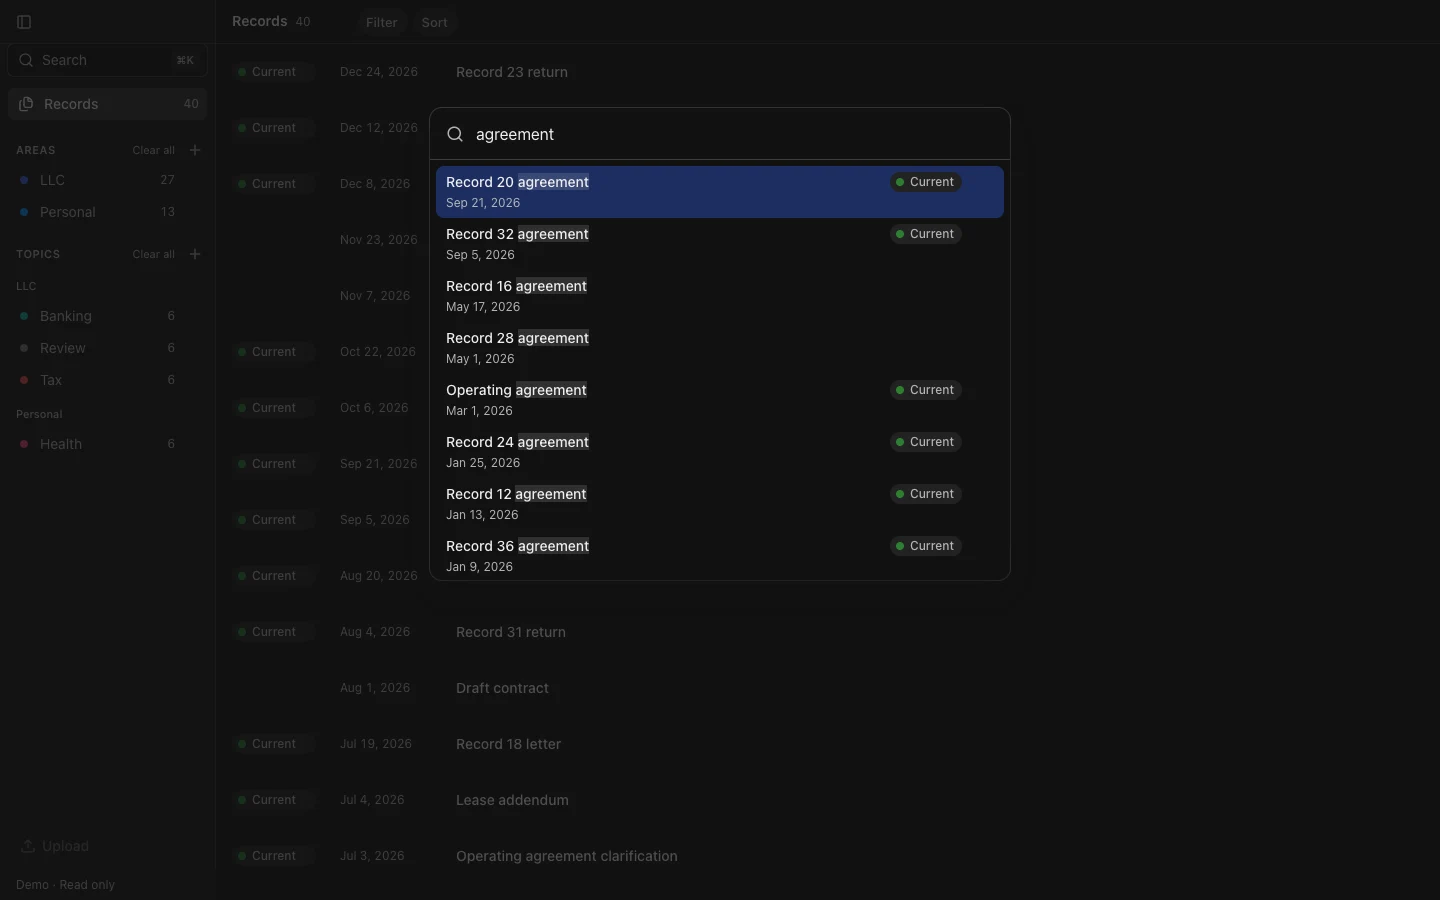 Records 40 Filter Sort
Search ⌘K
Records 40
AREAS Clear all +
LLC 27
Personal 13
TOPICS Clear all +
LLC
Banking 6
Review 6
Tax 6
Personal
Health 6
Upload
Demo · Read only
Current Dec 24, 2026 Record 23 return
Current Dec 12, 2026
Current Dec 8, 2026
Nov 23, 2026
Nov 7, 2026
Current Oct 22, 2026
Current Oct 6, 2026
Current Sep 21, 2026
Current Sep 5, 2026
Current Aug 20, 2026
Current Aug 4, 2026 Record 31 return
Aug 1, 2026 Draft contract
Current Jul 19, 2026 Record 18 letter
Current Jul 4, 2026 Lease addendum
Current Jul 3, 2026 Operating agreement clarification
agreement
Record 20 agreement Current
Sep 21, 2026
Record 32 agreement Current
Sep 5, 2026
Record 16 agreement
May 17, 2026
Record 28 agreement
May 1, 2026
Operating agreement Current
Mar 1, 2026
Record 24 agreement Current
Jan 25, 2026
Record 12 agreement Current
Jan 13, 2026
Record 36 agreement Current
Jan 9, 2026